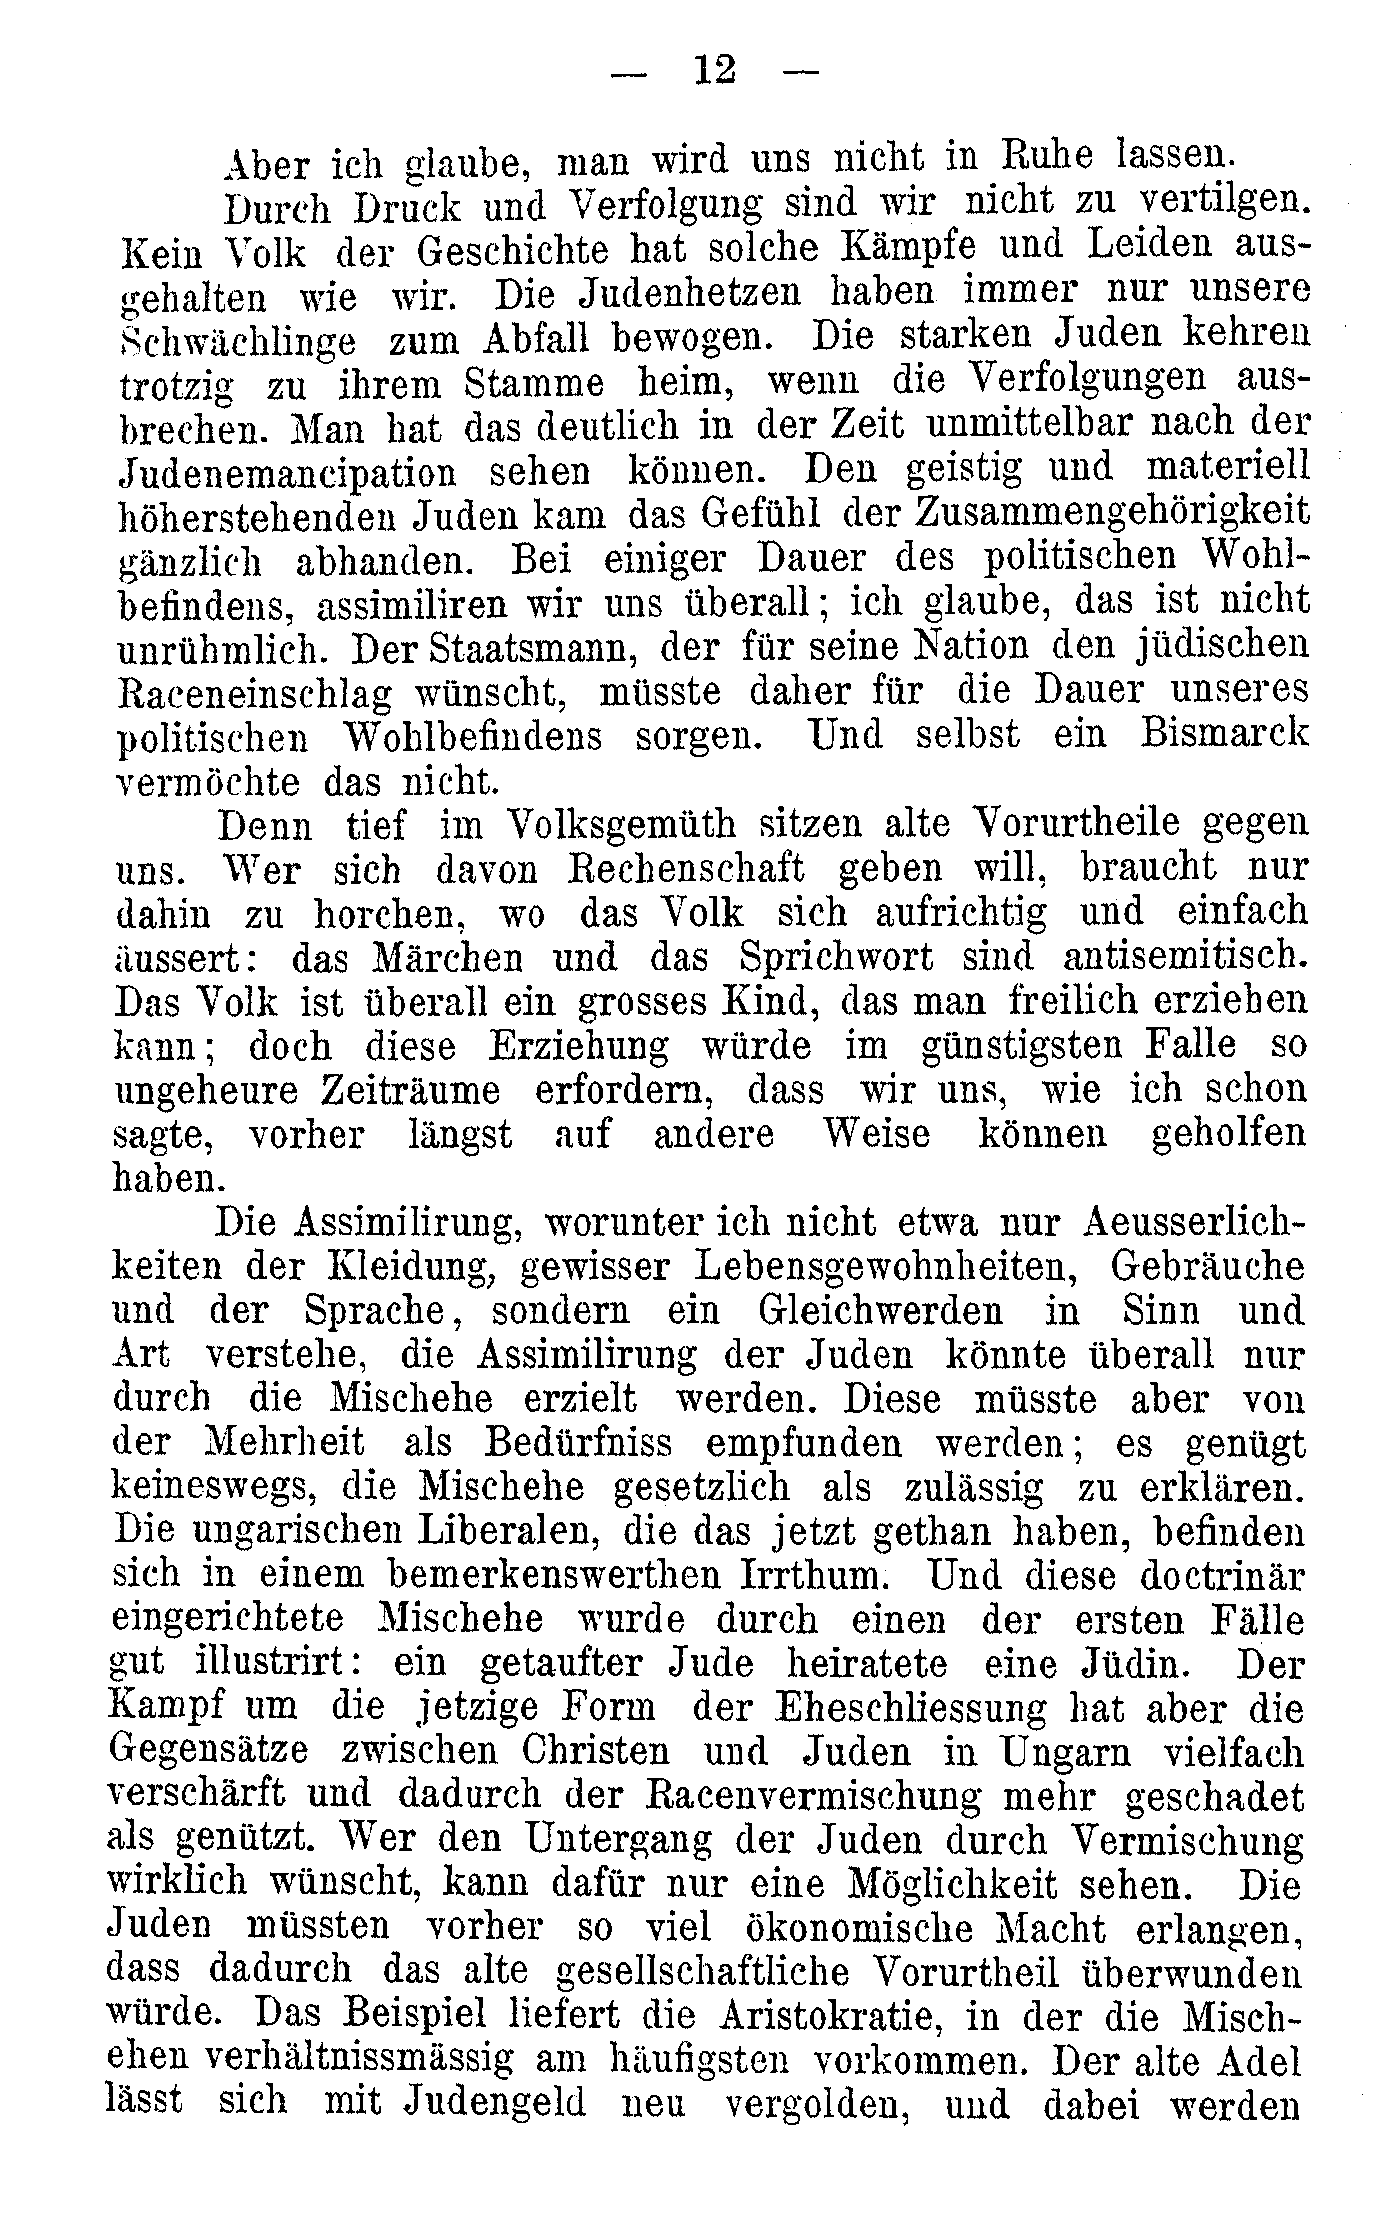 — 12 —
Aber ich glaube, man wird uns nicht in Ruhe lassen.
Durch Druck und Verfolgung sind wir nicht zu vertilgen.
Kein Volk der Geschichte hat solche Kämpfe und Leiden aus-
gehalten wie wir. Die Judenhetzen haben immer nur unsere
Schwächlinge zum Abfall bewogen. Die starken Juden kehren
trotzig zu ihrem Stamme heim, wenn die Verfolgungen aus-
brechen. Man hat das deutlich in der Zeit unmittelbar nach der
Judenemancipation sehen können. Den geistig und materiell
höherstehenden Juden kam das Gefühl der Zusammengehörigkeit
gänzlich abhanden. Bei einiger Dauer des politischen Wohl-
befindens, assimiliren wir uns überall; ich glaube, das ist nicht
unrühmlich. Der Staatsmann, der für seine Nation den jüdischen
Raceneinschlag wünscht, müsste daher für die Dauer unseres
politischen Wohlbefindens sorgen. Und selbst ein Bismarck
vermöchte das nicht.
Denn tief im Volksgemüth sitzen alte Vorurtheile gegen
uns. Wer sich davon Rechenschaft geben will, braucht nur
dahin zu horchen, wo das Volk sich aufrichtig und einfach
äussert: das Märchen und das Sprichwort sind antisemitisch.
Das Volk ist überall ein grosses Kind, das man freilich erziehen
kann; doch diese Erziehung würde im günstigsten Falle so
ungeheure Zeiträume erfordern, dass wir uns, wie ich schon
sagte, vorher längst auf andere Weise können geholfen
haben.
Die Assimilirung, worunter ich nicht etwa nur Aeusserlich-
keiten der Kleidung, gewisser Lebensgewohnheiten, Gebräuche
und der Sprache, sondern ein Gleichwerden in Sinn und
Art verstehe, die Assimilirung der Juden könnte überall nur
durch die Mischehe erzielt werden. Diese müsste aber von
der Mehrheit als Bedürfniss empfunden werden; es genügt
keineswegs, die Mischehe gesetzlich als zulässig zu erklären.
Die ungarischen Liberalen, die das jetzt gethan haben, befinden
sich in einem bemerkenswerthen Irrthum. Und diese doctrinär
eingerichtete Mischehe wurde durch einen der ersten Fälle
gut illustrirt: ein getaufter Jude heiratete eine Jüdin. Der
Kampf um die jetzige Form der Eheschliessung hat aber die
Gegensätze zwischen Christen und Juden in Ungarn vielfach
verschärft und dadurch der Racenvermischung mehr geschadet
als genützt. Wer den Untergang der Juden durch Vermischung
wirklich wünscht, kann dafür nur eine Möglichkeit sehen. Die
Juden müssten vorher so viel ökonomische Macht erlangen,
dass dadurch das alte gesellschaftliche Vorurtheil überwunden
würde. Das Beispiel liefert die Aristokratie, in der die Misch-
ehen verhältnissmässig am häufigsten vorkommen. Der alte Adel
lässt sich mit Judengeld neu vergolden, und dabei werden